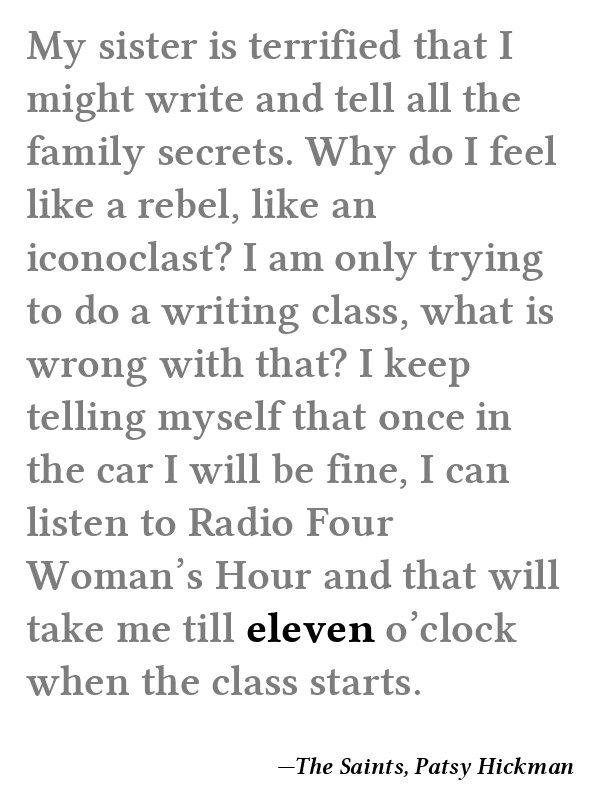 My sister is terrified that I
might write and tell all the
family secrets. Why do I feel
like a rebel, like an
iconoclast? I am only trying
to do a writing class, what is
wrong with that? I keep
telling myself that once in
the car I will be fine, I can
listen to Radio Four
Woman’s Hour and that will
take me till eleven o’clock
when the class starts.
—The Saints, Patsy Hickman